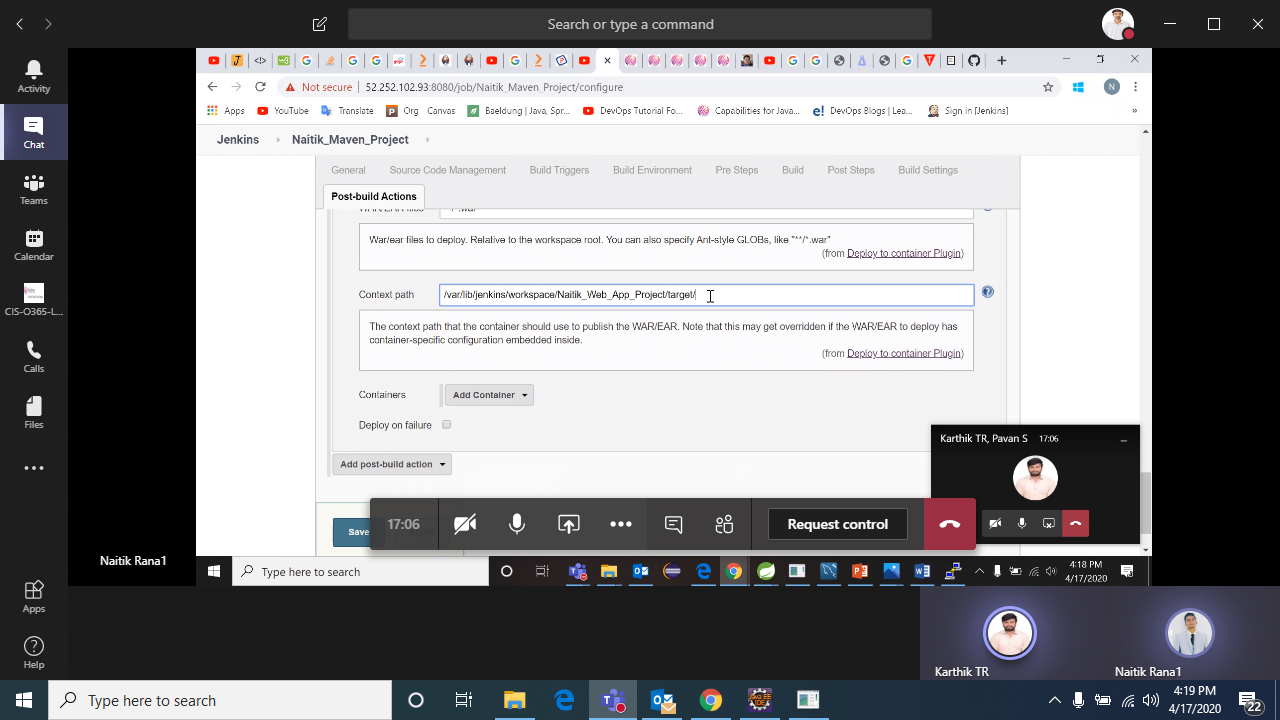 Search or type a command
Activity
Chat
Teams
Calendar
CIS-O365-L...
Calls
Files
Apps
Help
Not secure
:8080/job/Naitik_Maven_Project/configure
N
Apps
YouTube
Translate
Org
Canvas
Baeldung | Java, Spr...
DevOps Tutorial Fo...
Capabilities for Java...
DevOps Blogs | Lea...
Sign in [Jenkins]
Jenkins
Naitik_Maven_Project
General
Source Code Management
Build Triggers
Build Environment
Pre Steps
Build
Post Steps
Build Settings
Post-build Actions
War/ear files to deploy. Relative to the workspace root. You can also specify Ant-style GLOBs, like "**/*.war"
(from Deploy to container Plugin)
Context path
/var/lib/jenkins/workspace/Naitik_Web_App_Project/target/
The context path that the container should use to publish the WAR/EAR. Note that this may get overridden if the WAR/EAR to deploy has
container-specific configuration embedded inside.
(from Deploy to container Plugin)
Containers
Add Container
Deploy on failure
Add post-build action
Save
Karthik TR, Pavan S 17:06
17:06
Request control
Naitik Rana1
Type here to search
4:18 PM
4/17/2020
Karthik TR
Naitik Rana1
Type here to search
4:19 PM
4/17/2020
22